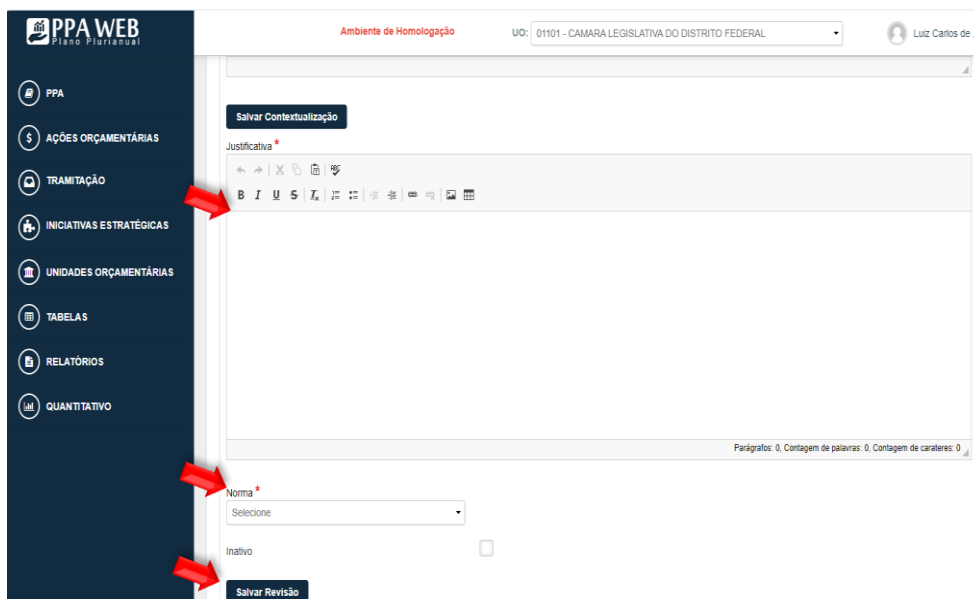 PPA WEB
Plano Plurianual
Ambiente de Homologação
UO: 01101 - CAMARA LEGISLATIVA DO DISTRITO FEDERAL
Luiz Carlos de
PPA
AÇÕES ORÇAMENTÁRIAS
TRAMITAÇÃO
INICIATIVAS ESTRATÉGICAS
UNIDADES ORÇAMENTÁRIAS
TABELAS
RELATÓRIOS
QUANTITATIVO
Salvar Contextualização
Justificativa *
B I U S Tx
Parágrafos: 0, Contagem de palavras: 0, Contagem de carateres: 0
Norma *
Selecione
Inativo
Salvar Revisão